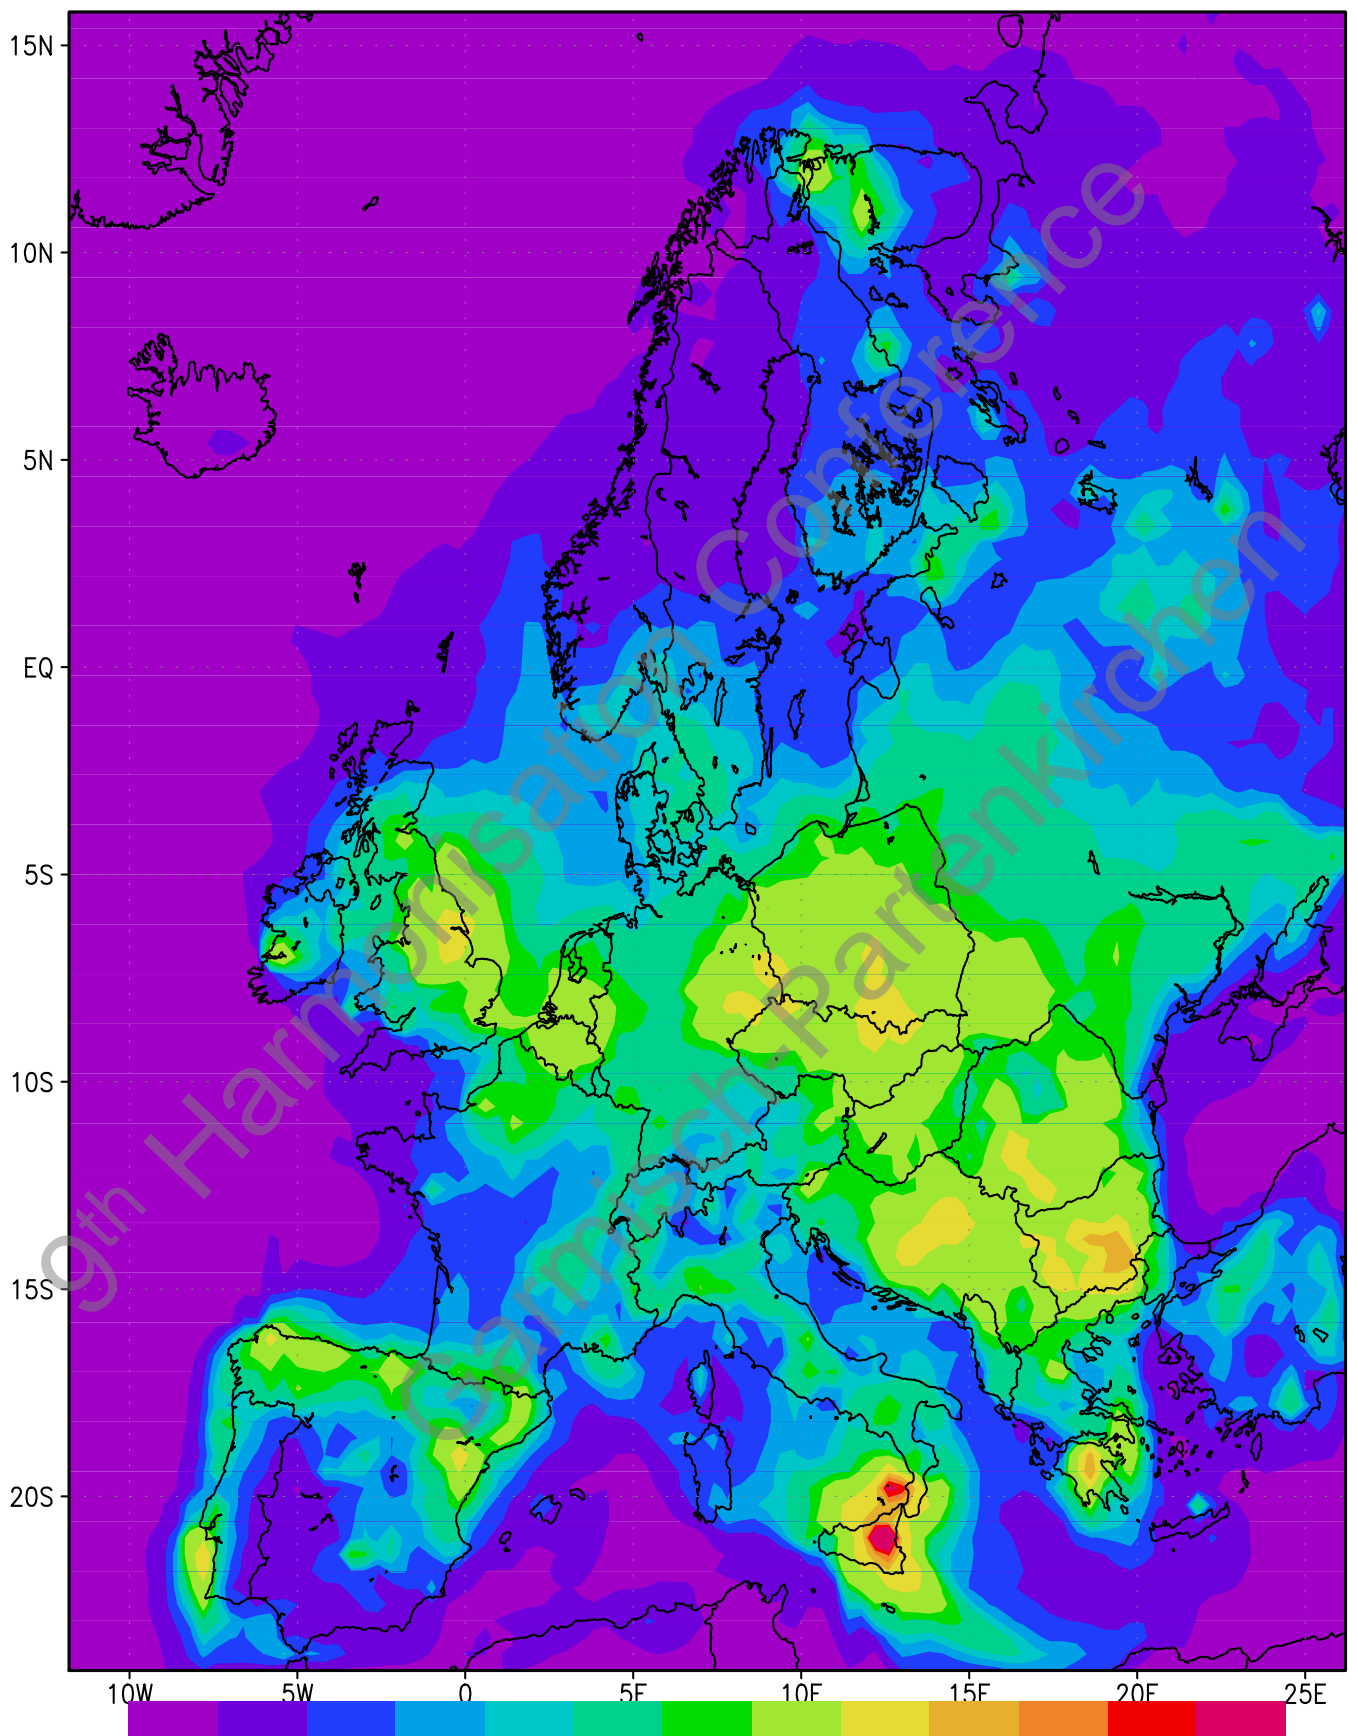 15N
10N
5N
EQ
5S
10S
15S
20S
10W 5W 0 5E 10E 15E 20E 25E
9th Harmonisation Conference
Garmisch-Partenkirchen